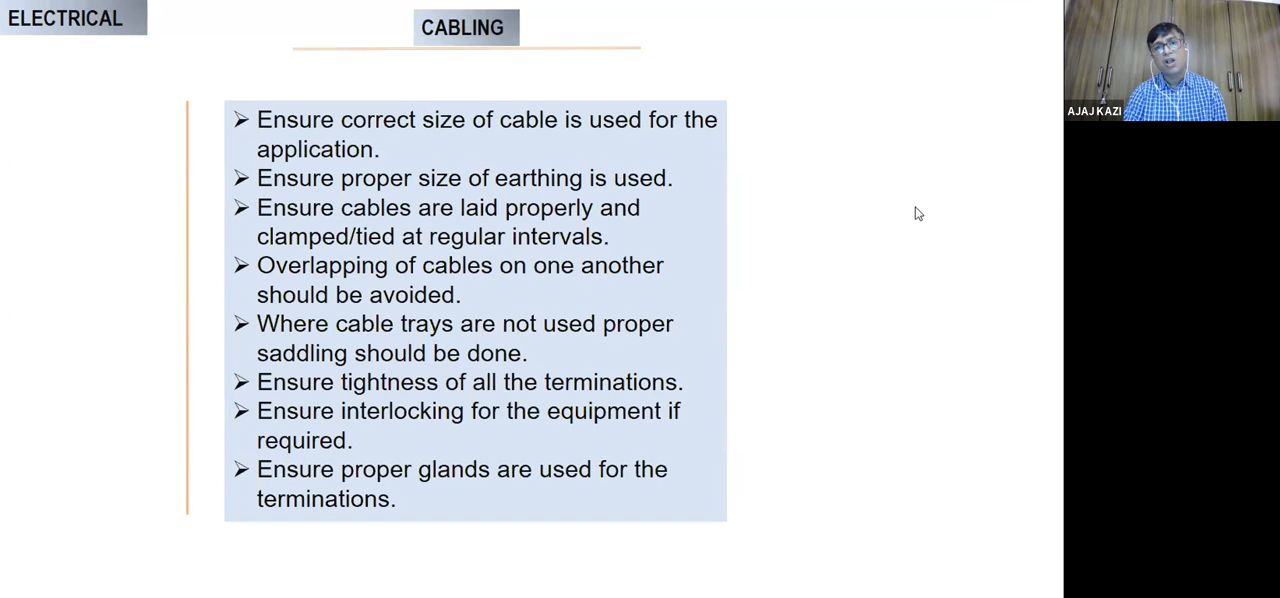 ELECTRICAL
CABLING
AJAJ KAZI
➢ Ensure correct size of cable is used for the
application.
➢ Ensure proper size of earthing is used.
➢ Ensure cables are laid properly and
clamped/tied at regular intervals.
➢ Overlapping of cables on one another
should be avoided.
➢ Where cable trays are not used proper
saddling should be done.
➢ Ensure tightness of all the terminations.
➢ Ensure interlocking for the equipment if
required.
➢ Ensure proper glands are used for the
terminations.